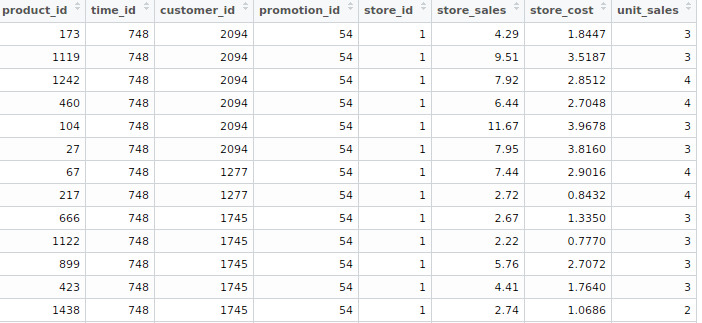 product_id time_id customer_id promotion_id store_id store_sales store_cost unit_sales
173 748 2094 54 1 4.29 1.8447 3
1119 748 2094 54 1 9.51 3.5187 3
1242 748 2094 54 1 7.92 2.8512 4
460 748 2094 54 1 6.44 2.7048 4
104 748 2094 54 1 11.67 3.9678 3
27 748 2094 54 1 7.95 3.8160 3
67 748 1277 54 1 7.44 2.9016 4
217 748 1277 54 1 2.72 0.8432 4
666 748 1745 54 1 2.67 1.3350 3
1122 748 1745 54 1 2.22 0.7770 3
899 748 1745 54 1 5.76 2.7072 3
423 748 1745 54 1 4.41 1.7640 3
1438 748 1745 54 1 2.74 1.0686 2